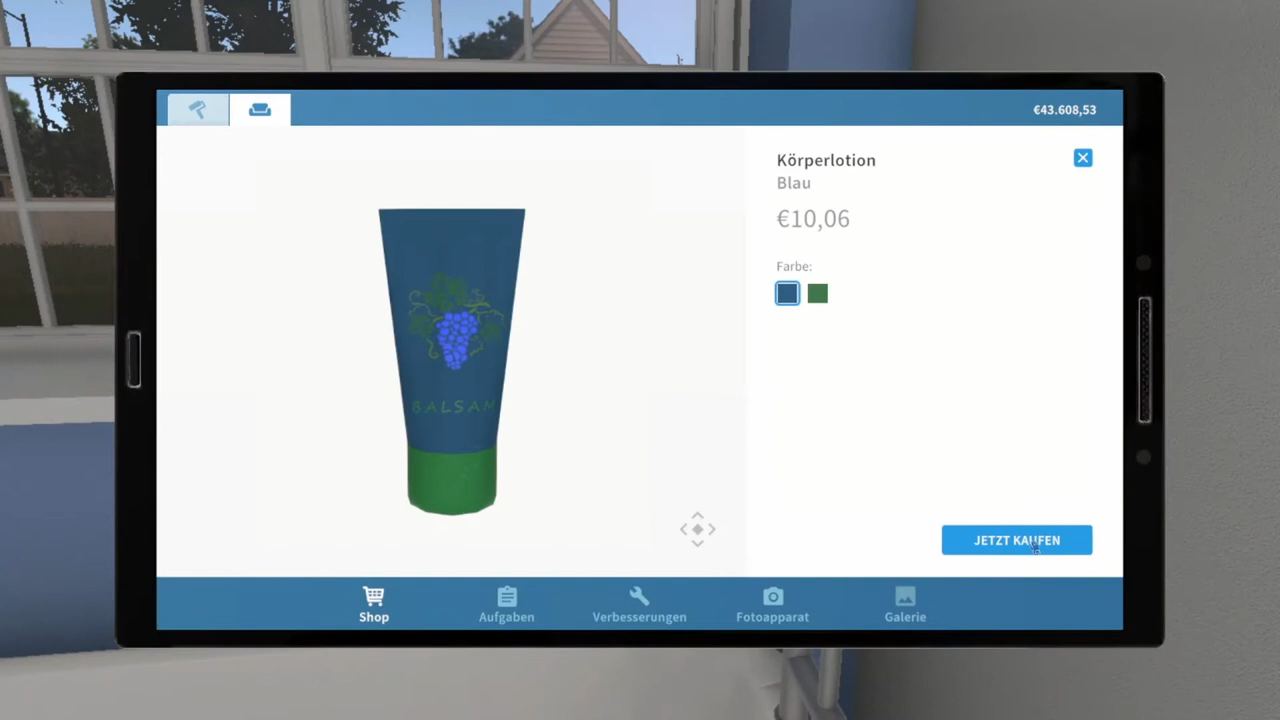 €43.608,53
Körperlotion
Blau
€10,06
Farbe:
BALSAM
JETZT KAUFEN
Shop
Aufgaben
Verbesserungen
Fotoapparat
Galerie